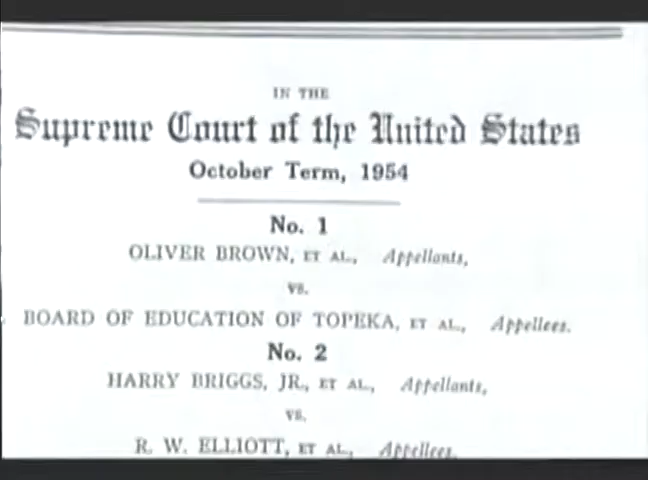 IN THE
Supreme Court of the United States
October Term, 1954
No. 1
OLIVER BROWN, ET AL., Appellants,
vs.
BOARD OF EDUCATION OF TOPEKA, ET AL., Appellees.
No. 2
HARRY BRIGGS, JR., ET AL., Appellants,
vs.
R. W. ELLIOTT, ET AL., Appellees.